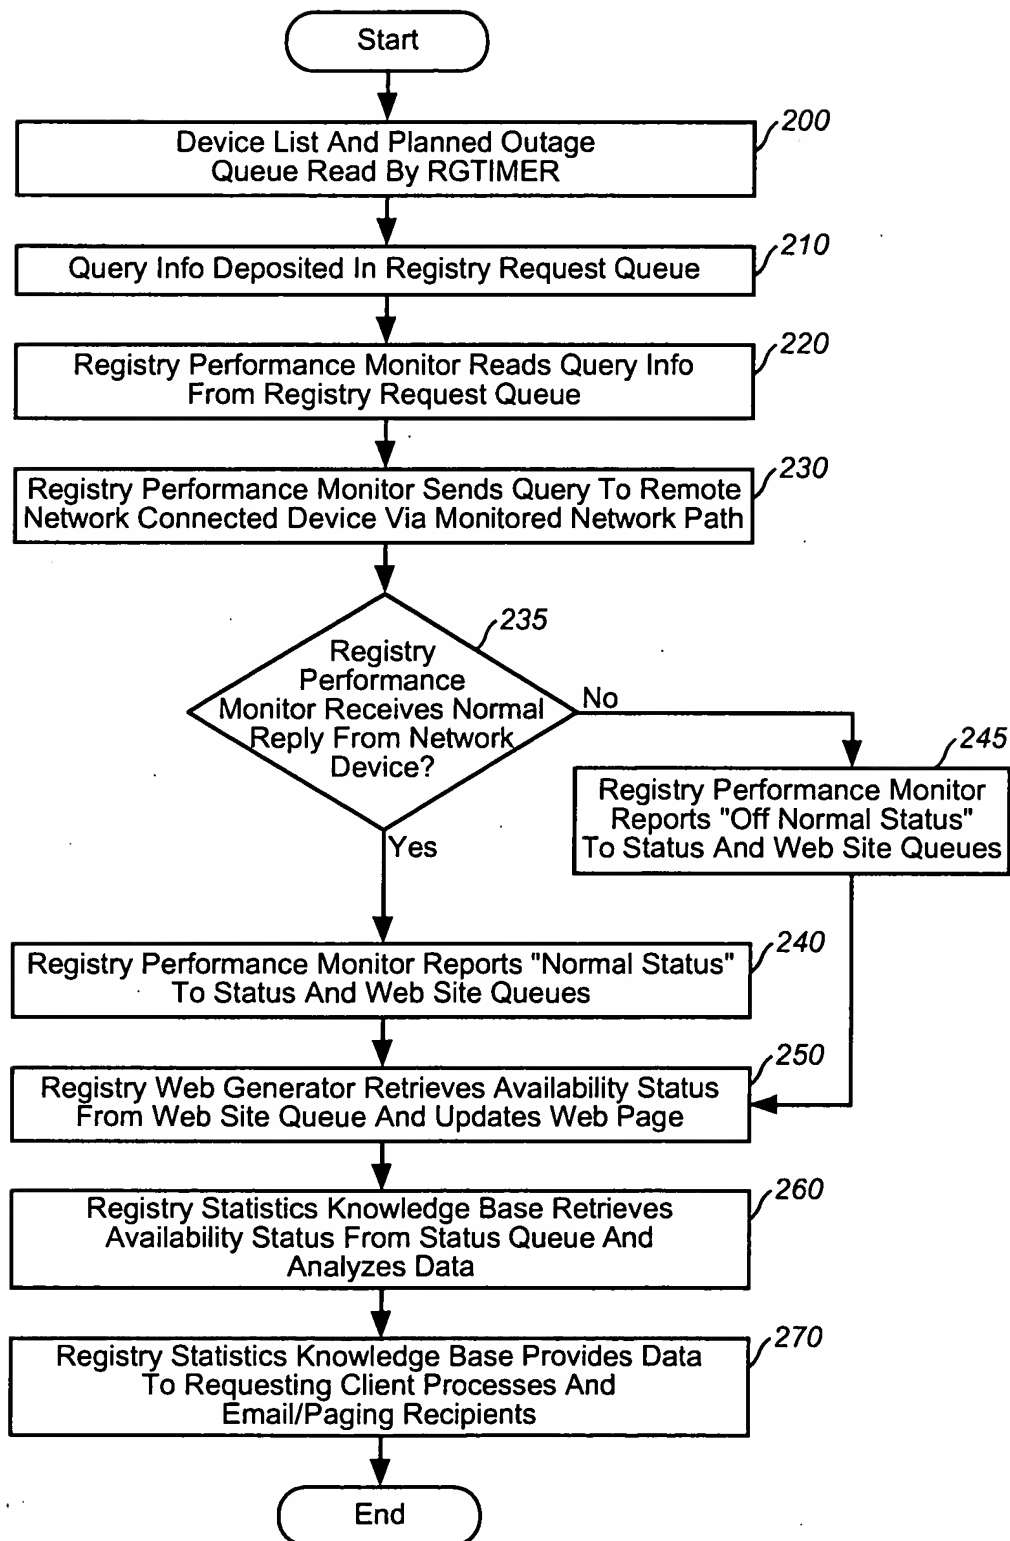 Start
200
Device List And Planned Outage
Queue Read By RGTIMER
210
Query Info Deposited In Registry Request Queue
220
Registry Performance Monitor Reads Query Info
From Registry Request Queue
230
Registry Performance Monitor Sends Query To Remote
Network Connected Device Via Monitored Network Path
235
Registry
Performance
Monitor Receives Normal
Reply From Network
Device?
No
245
Registry Performance Monitor
Reports "Off Normal Status"
To Status And Web Site Queues
Yes
240
Registry Performance Monitor Reports "Normal Status"
To Status And Web Site Queues
250
Registry Web Generator Retrieves Availability Status
From Web Site Queue And Updates Web Page
260
Registry Statistics Knowledge Base Retrieves
Availability Status From Status Queue And
Analyzes Data
270
Registry Statistics Knowledge Base Provides Data
To Requesting Client Processes And
Email/Paging Recipients
End